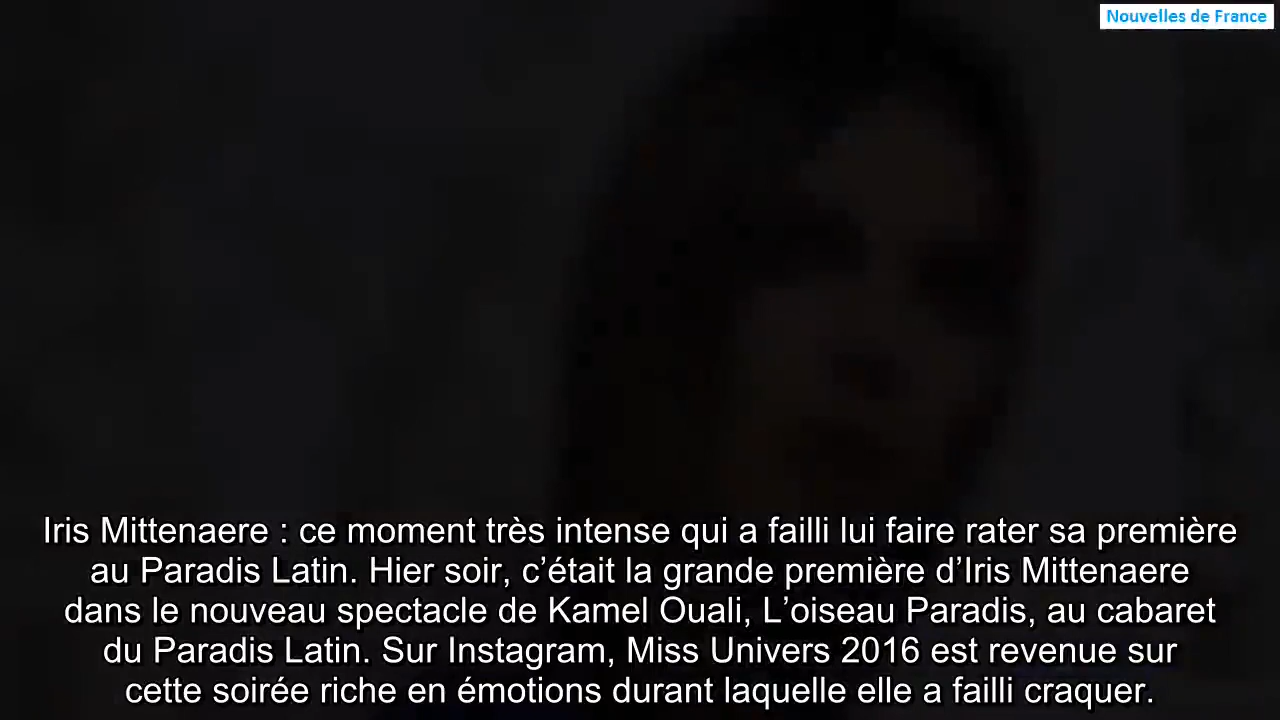 Nouvelles de France
Iris Mittenaere : ce moment très intense qui a failli lui faire rater sa première
au Paradis Latin. Hier soir, c’était la grande première d’Iris Mittenaere
dans le nouveau spectacle de Kamel Ouali, L’oiseau Paradis, au cabaret
du Paradis Latin. Sur Instagram, Miss Univers 2016 est revenue sur
cette soirée riche en émotions durant laquelle elle a failli craquer.